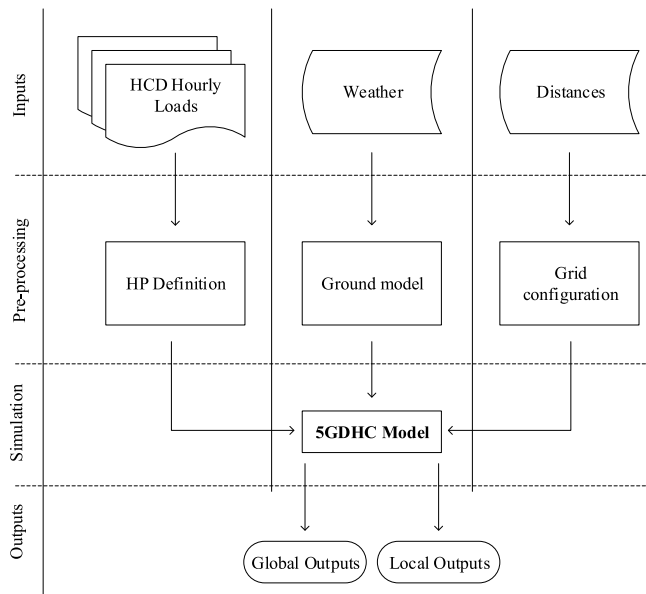 Inputs
HCD Hourly
Loads
Weather
Distances
Pre-processing
HP Definition
Ground model
Grid
configuration
Simulation
5GDHC Model
Outputs
Global Outputs
Local Outputs